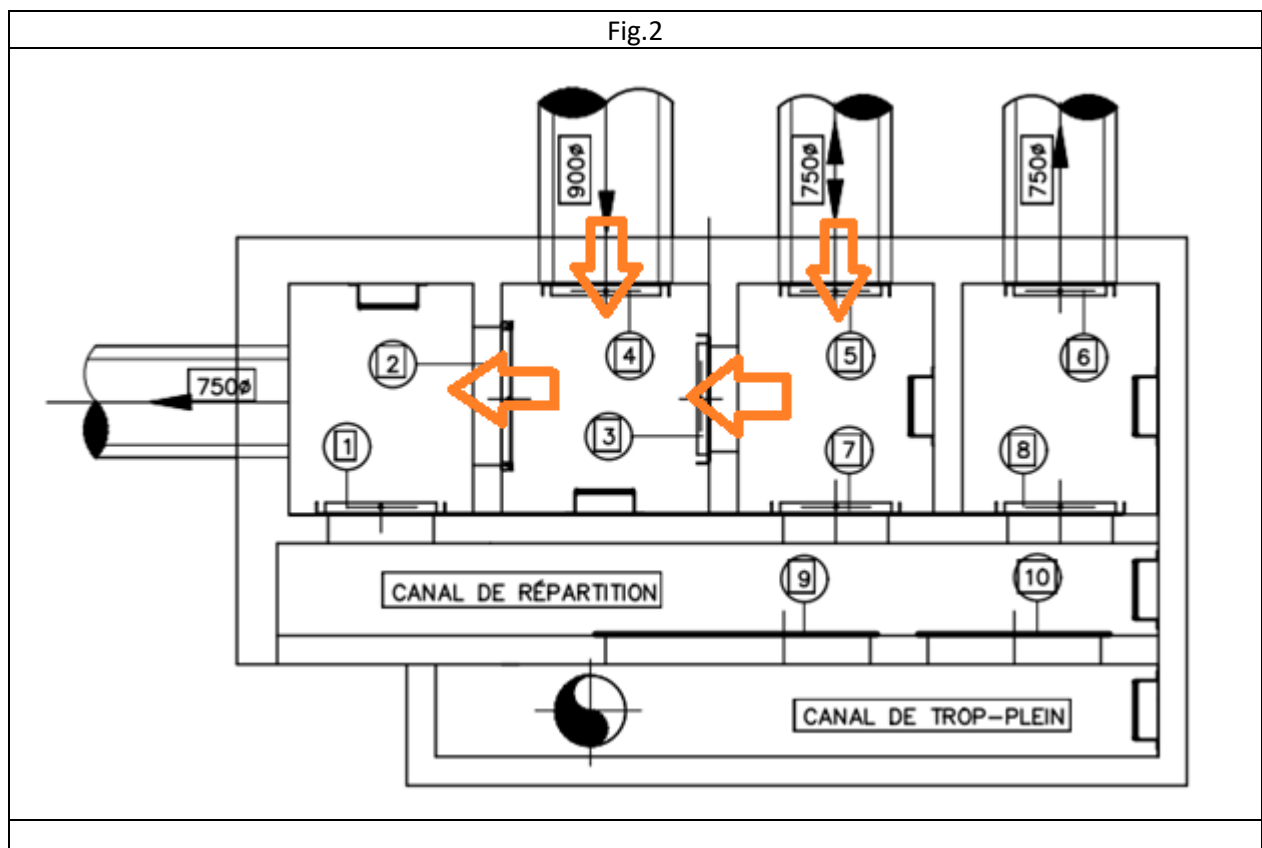 Fig.2
900ø
750ø
750ø
2
4
5
6
750ø
1
3
7
8
CANAL DE RÉPARTITION
9
10
CANAL DE TROP-PLEIN